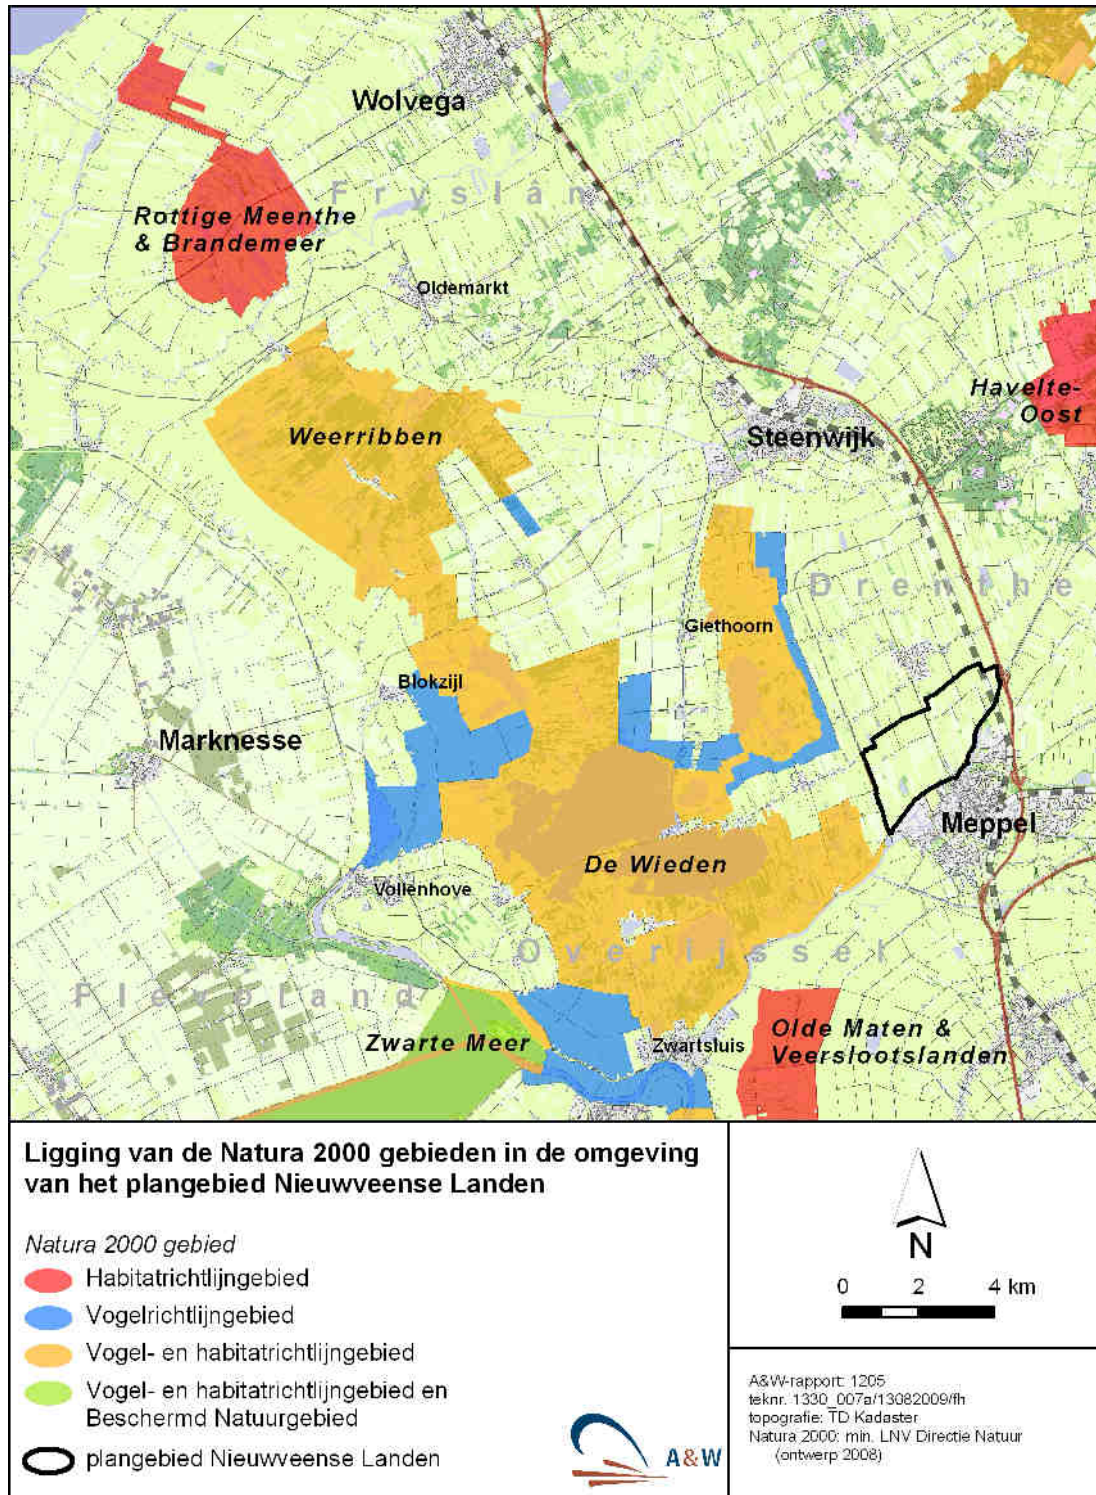 Wolvega
Fryslân
Rottige Meenthe
& Brandemeer
Oldemarkt
Havelte-
Oost
Weerribben
Steenwijk
Drenthe
Giethoorn
Blokzijl
Marknesse
Meppel
De Wieden
Vollenhove
Overijssel
Flevoland
Zwarte Meer
Zwartsluis
Olde Maten &
Veerslootslanden
Ligging van de Natura 2000 gebieden in de omgeving
van het plangebied Nieuwveense Landen
Natura 2000 gebied
Habitatrichtlijngebied
Vogelrichtlijngebied
Vogel- en habitatrichtlijngebied
Vogel- en habitatrichtlijngebied en
Beschermd Natuurgebied
plangebied Nieuwveense Landen
A&W
N
0 2 4 km
A&W-rapport: 1205
teknr. 1330_007a/13082009/fh
topografie: TD Kadaster
Natura 2000: min. LNV Directie Natuur
(ontwerp 2008)